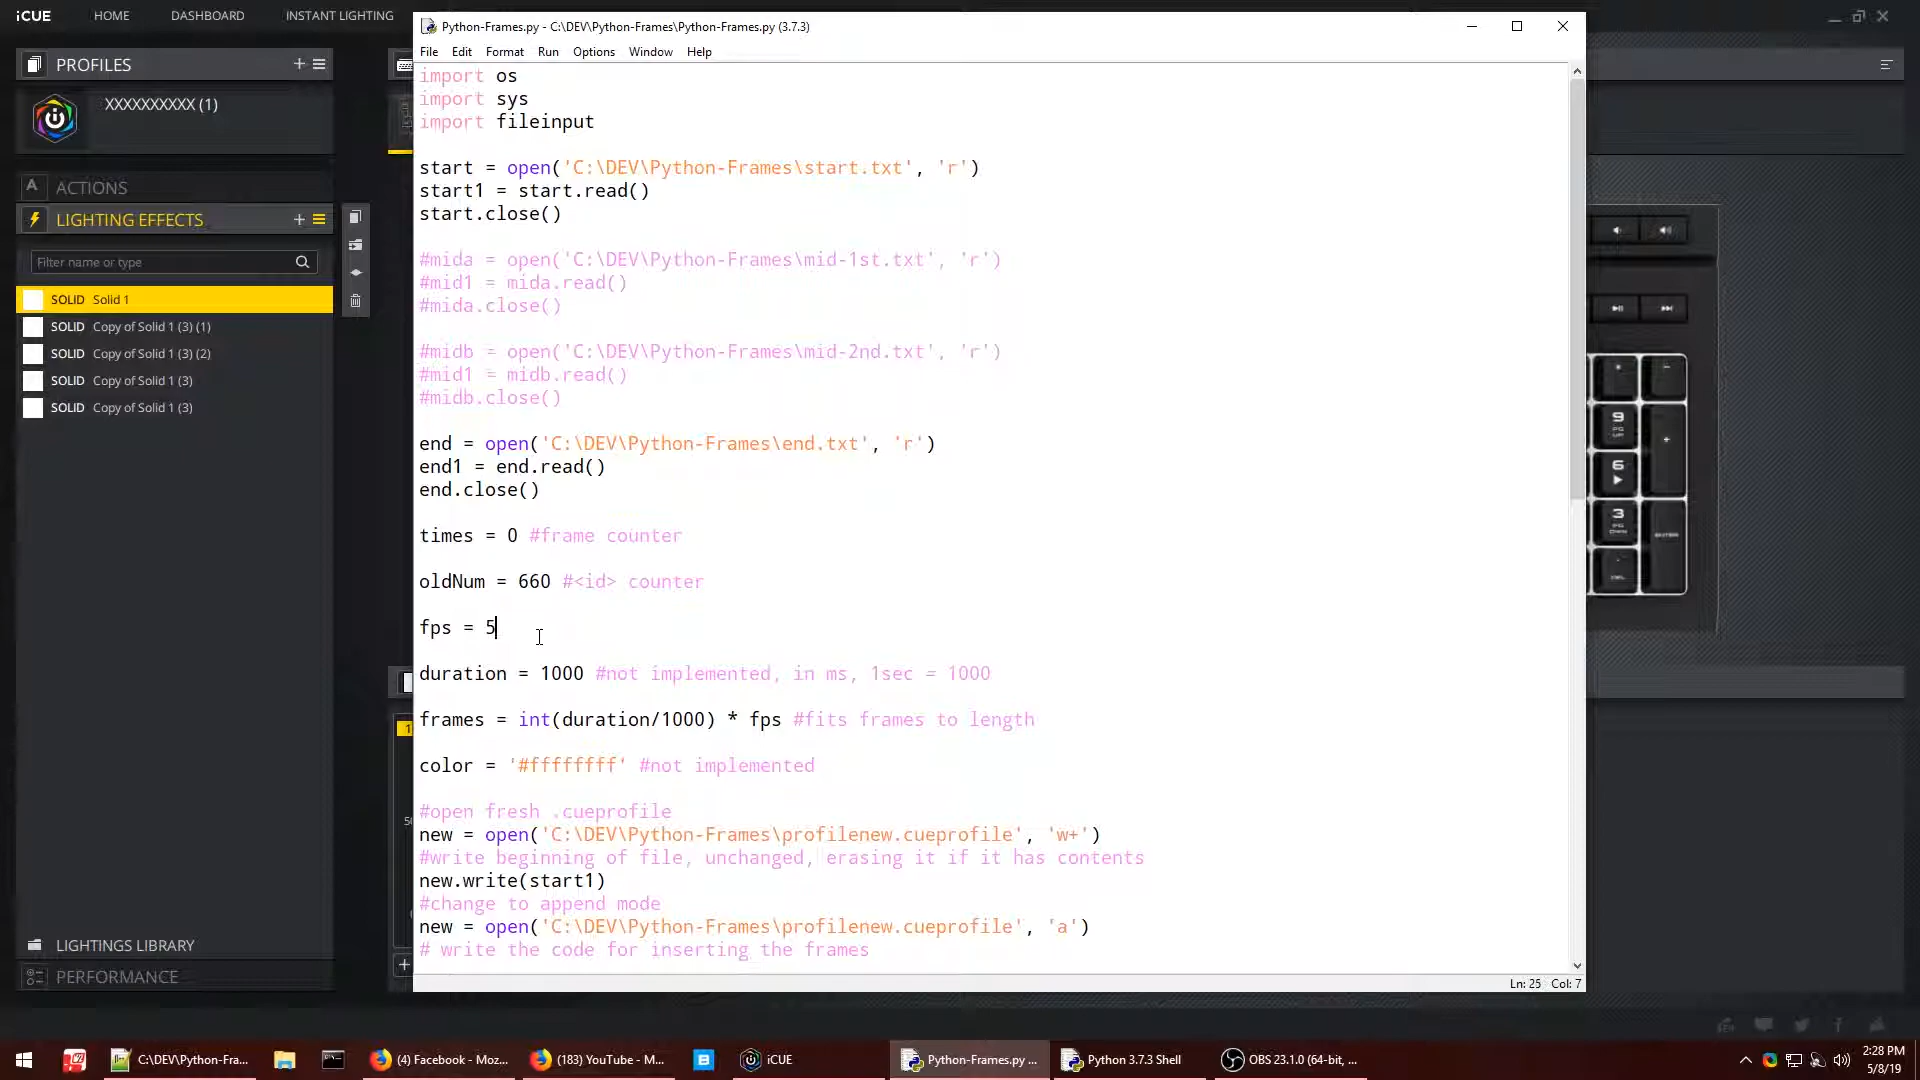 iCUE HOME DASHBOARD INSTANT LIGHTING
Python-Frames.py - C:\DEV\Python-Frames\Python-Frames.py (3.7.3)
File Edit Format Run Options Window Help
PROFILES
XXXXXXXXXX (1)
ACTIONS
LIGHTING EFFECTS
Filter name or type
SOLID Solid 1
SOLID Copy of Solid 1 (3) (1)
SOLID Copy of Solid 1 (3) (2)
SOLID Copy of Solid 1 (3)
SOLID Copy of Solid 1 (3)
LIGHTINGS LIBRARY
PERFORMANCE
import os
import sys
import fileinput
start = open('C:\DEV\Python-Frames\start.txt', 'r')
start1 = start.read()
start.close()
#mida = open('C:\DEV\Python-Frames\mid-1st.txt', 'r')
#mid1 = mida.read()
#mida.close()
#midb = open('C:\DEV\Python-Frames\mid-2nd.txt', 'r')
#mid1 = midb.read()
#midb.close()
end = open('C:\DEV\Python-Frames\end.txt', 'r')
end1 = end.read()
end.close()
times = 0 #frame counter
oldNum = 660 #<id> counter
fps = 5
duration = 1000 #not implemented, in ms, 1sec = 1000
frames = int(duration/1000) * fps #fits frames to length
color = '#ffffffff' #not implemented
#open fresh .cueprofile
new = open('C:\DEV\Python-Frames\profilenew.cueprofile', 'w+')
#write beginning of file, unchanged, erasing it if it has contents
new.write(start1)
#change to append mode
new = open('C:\DEV\Python-Frames\profilenew.cueprofile', 'a')
# write the code for inserting the frames
Ln: 25 Col: 7
9
PG UP
6
3
PG DWN
ENTER
C:\DEV\Python-Fra...
(4) Facebook - Moz...
(183) YouTube - M...
iCUE
Python-Frames.py ...
Python 3.7.3 Shell
OBS 23.1.0 (64-bit, ...
2:28 PM
5/8/19